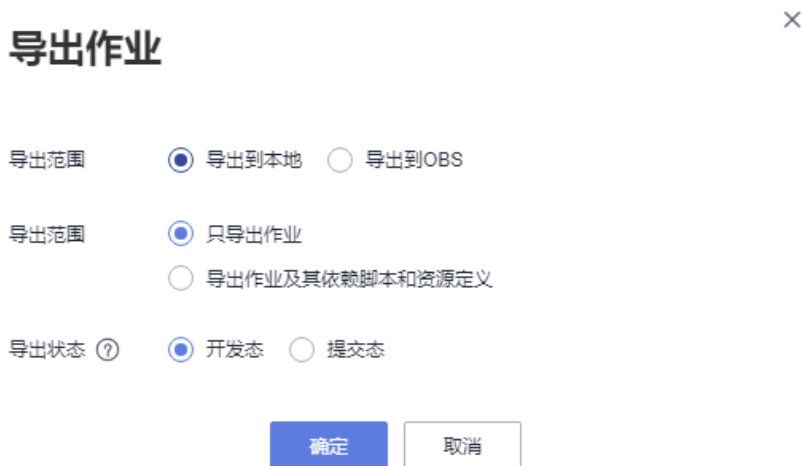 导出作业
导出范围 导出到本地 导出到OBS
导出范围 只导出作业
导出作业及其依赖脚本和资源定义
导出状态 ? 开发态 提交态
确定 取消